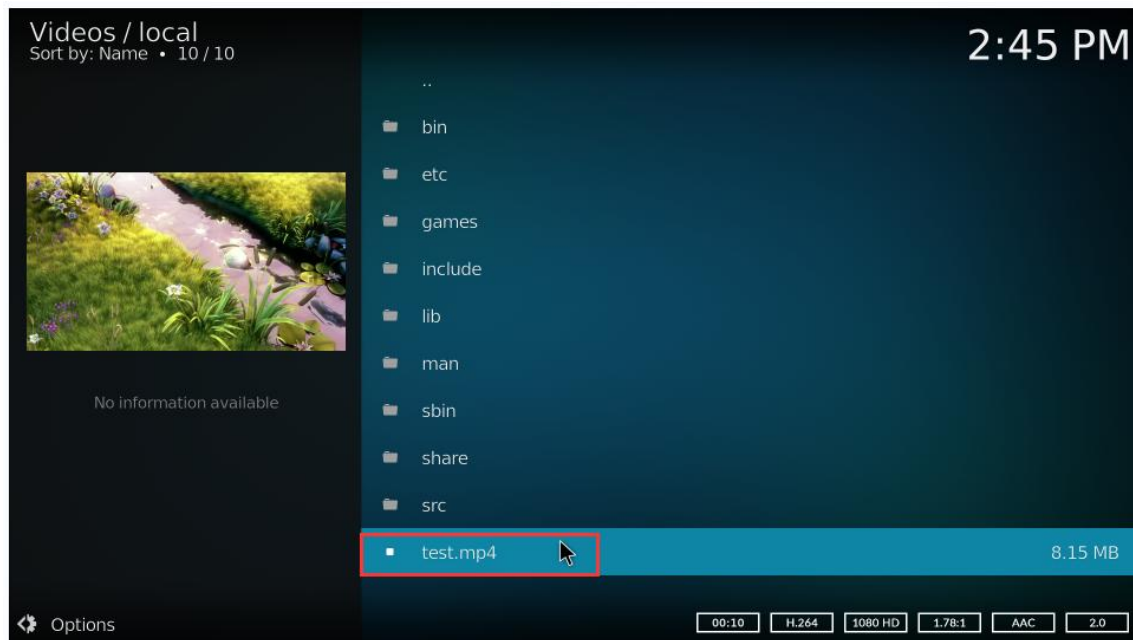 Videos / local
Sort by: Name • 10 / 10
2:45 PM
..
bin
etc
games
include
lib
man
sbin
share
src
test.mp4 8.15 MB
No information available
Options
00:10 H.264 1080 HD 1.78:1 AAC 2.0